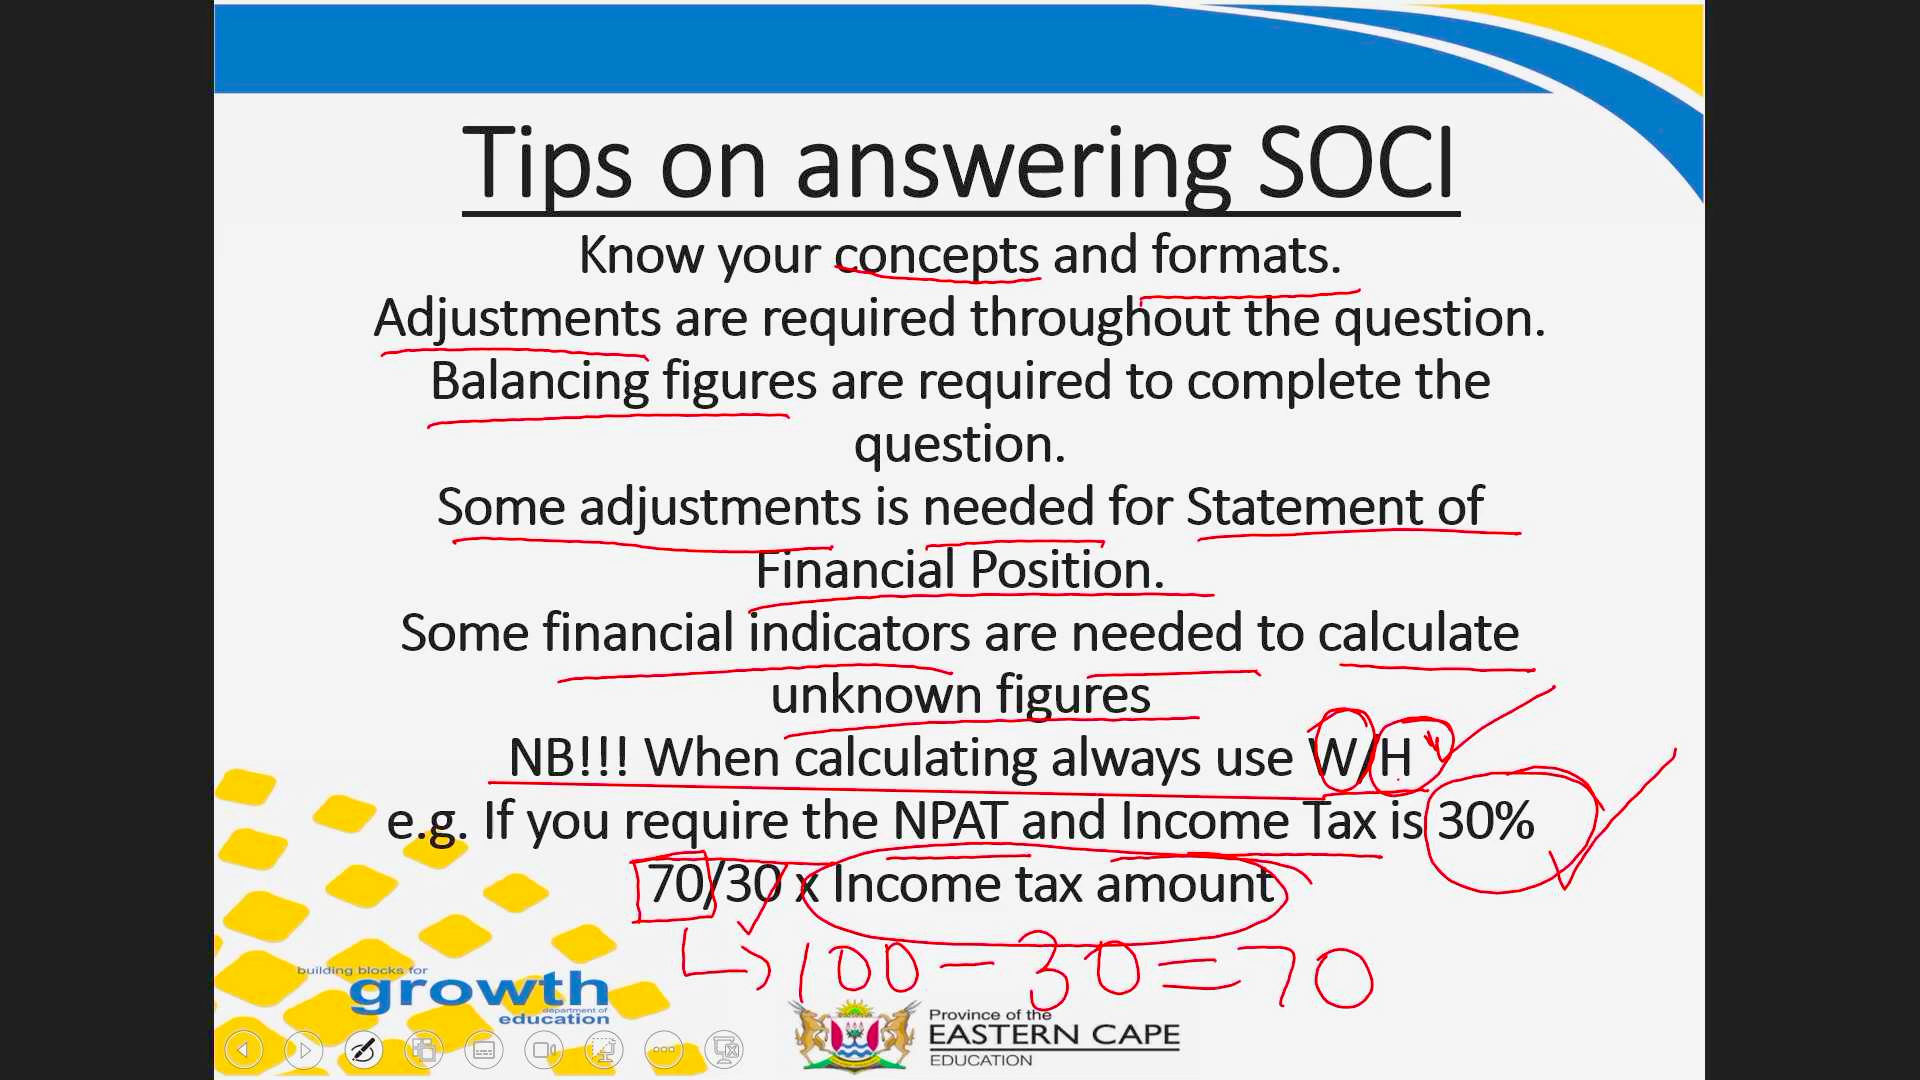 Tips on answering SOCI
Know your concepts and formats.
Adjustments are required throughout the question.
Balancing figures are required to complete the
question.
Some adjustments is needed for Statement of
Financial Position.
Some financial indicators are needed to calculate
unknown figures
NB!!! When calculating always use W/H
e.g. If you require the NPAT and Income Tax is 30%
70/30 x Income tax amount
100 - 30 = 70
building blocks for
growth
department of
education
Province of the
EASTERN CAPE
EDUCATION